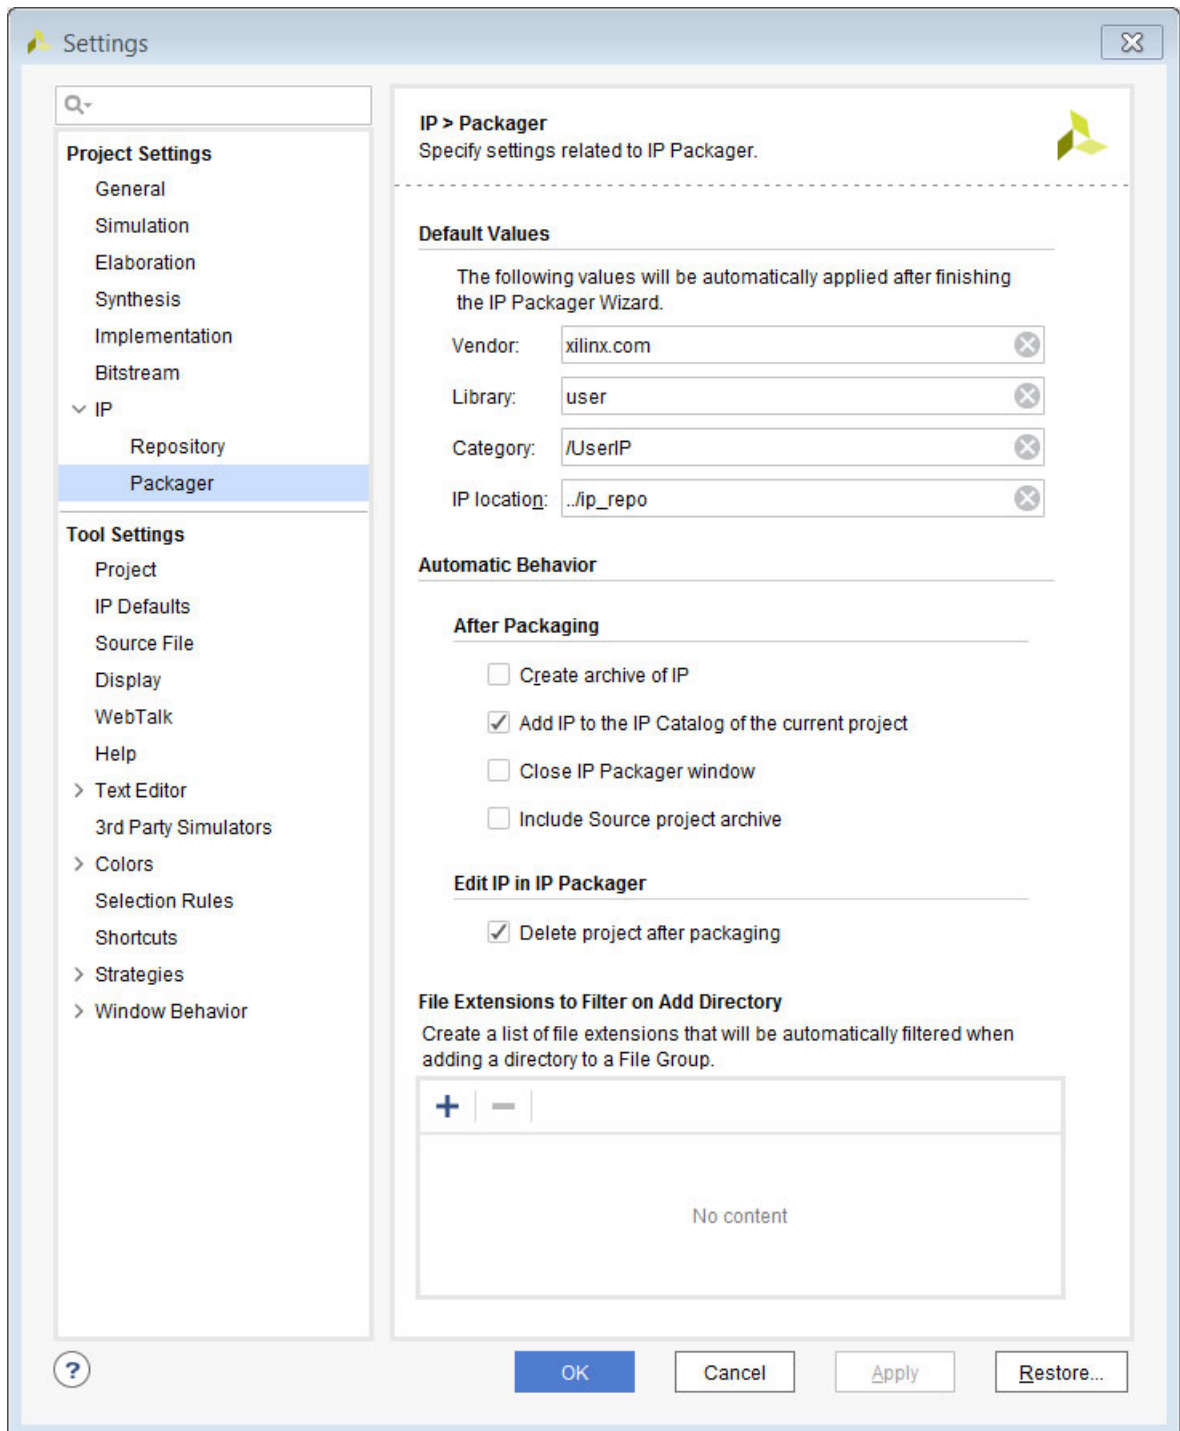 Settings
Project Settings
General
Simulation
Elaboration
Synthesis
Implementation
Bitstream
IP
Repository
Packager
Tool Settings
Project
IP Defaults
Source File
Display
WebTalk
Help
Text Editor
3rd Party Simulators
Colors
Selection Rules
Shortcuts
Strategies
Window Behavior
IP > Packager
Specify settings related to IP Packager.
Default Values
The following values will be automatically applied after finishing
the IP Packager Wizard.
Vendor: xilinx.com
Library: user
Category: /UserIP
IP location: ../ip_repo
Automatic Behavior
After Packaging
Create archive of IP
Add IP to the IP Catalog of the current project
Close IP Packager window
Include Source project archive
Edit IP in IP Packager
Delete project after packaging
File Extensions to Filter on Add Directory
Create a list of file extensions that will be automatically filtered when
adding a directory to a File Group.
No content
? OK Cancel Apply Restore...